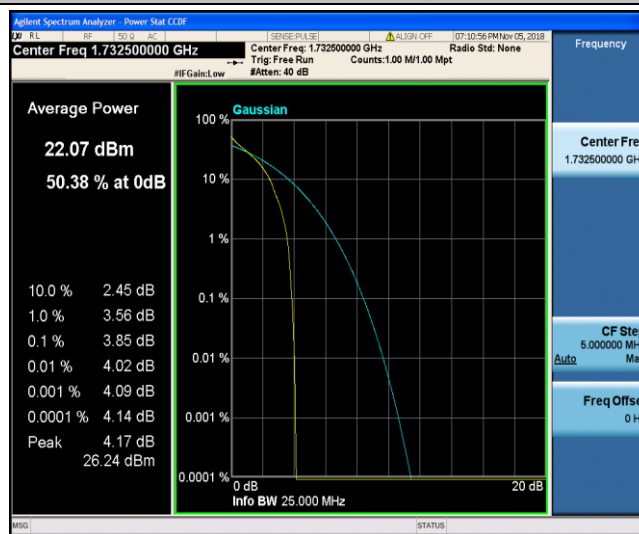 Agilent Spectrum Analyzer - Power Stat CCDF
RL RF 50 Ω AC SENSE:PULSE ALIGN OFF 07:10:56 PM Nov 05, 2018
Center Freq 1.732500000 GHz
Center Freq: 1.732500000 GHz Radio Std: None
Trig: Free Run Counts:1.00 M/1.00 Mpt
#IFGain:Low #Atten: 40 dB
Frequency
Average Power
22.07 dBm
50.38 % at 0dB
10.0 % 2.45 dB
1.0 % 3.56 dB
0.1 % 3.85 dB
0.01 % 4.02 dB
0.001 % 4.09 dB
0.0001 % 4.14 dB
Peak 4.17 dB
26.24 dBm
Gaussian
100 %
10 %
1 %
0.1 %
0.01 %
0.001 %
0.0001 %
0 dB 20 dB
Info BW 25.000 MHz
Center Fre
1.732500000 GH
CF Ste
5.000000 MH
Auto Ma
Freq Offse
0 H
MSG STATUS